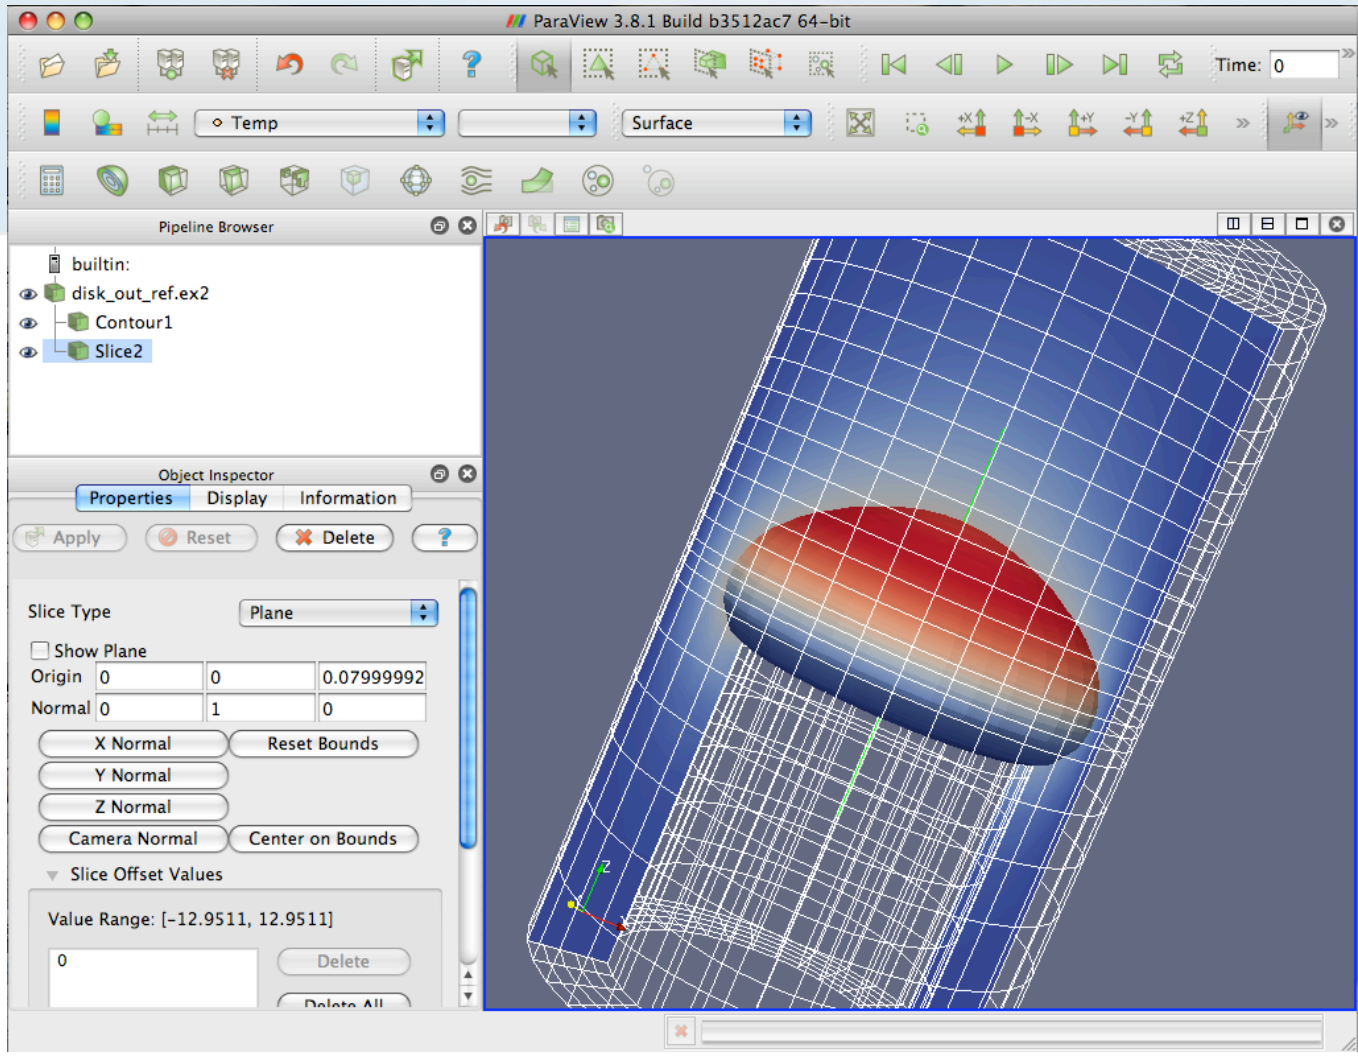 ParaView 3.8.1 Build b3512ac7 64-bit
?
Time: 0
Temp
Surface
+X -X +Y -Y +Z
Pipeline Browser
builtin:
disk_out_ref.ex2
Contour1
Slice2
Object Inspector
Properties Display Information
Apply Reset Delete ?
Slice Type Plane
Show Plane
Origin 0 0 0.07999992
Normal 0 1 0
X Normal Reset Bounds
Y Normal
Z Normal
Camera Normal Center on Bounds
Slice Offset Values
Value Range: [-12.9511, 12.9511]
0 Delete
Delete All
Z